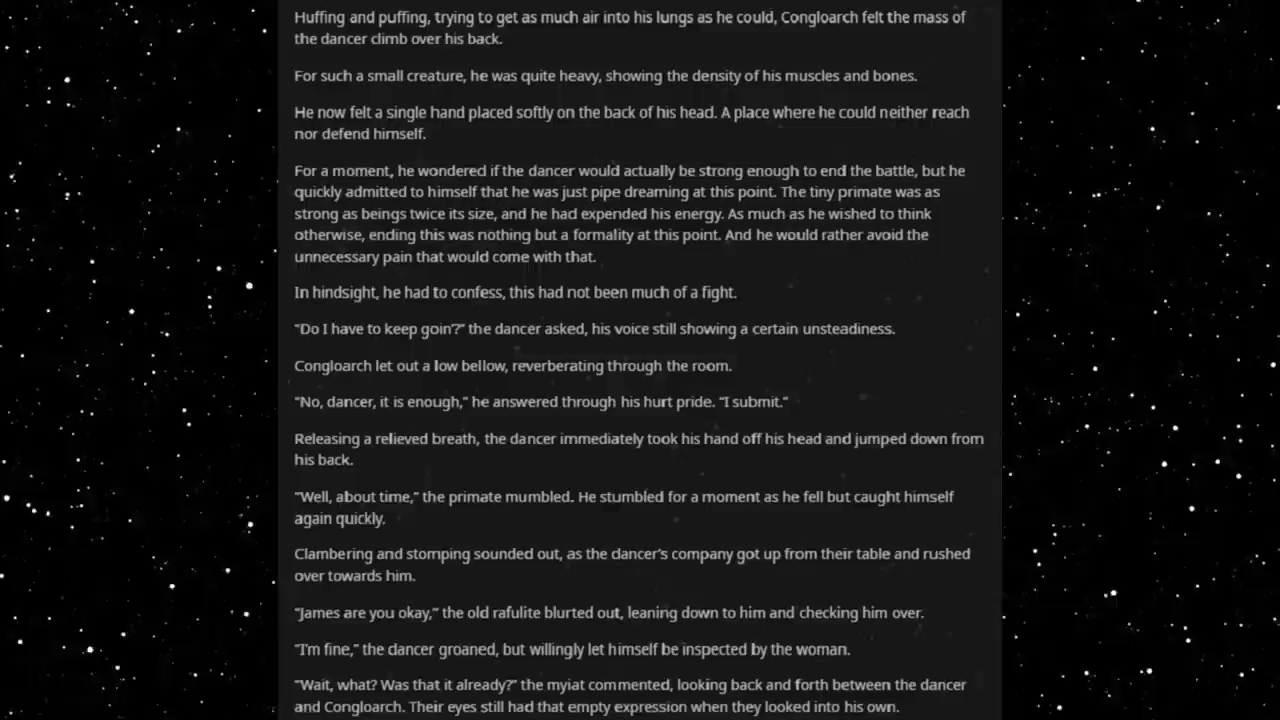 Huffing and puffing, trying to get as much air into his lungs as he could, Congloarch felt the mass of
the dancer climb over his back.
For such a small creature, he was quite heavy, showing the density of his muscles and bones.
He now felt a single hand placed softly on the back of his head. A place where he could neither reach
nor defend himself.
For a moment, he wondered if the dancer would actually be strong enough to end the battle, but he
quickly admitted to himself that he was just pipe dreaming at this point. The tiny primate was as
strong as beings twice its size, and he had expended his energy. As much as he wished to think
otherwise, ending this was nothing but a formality at this point. And he would rather avoid the
unnecessary pain that would come with that.
In hindsight, he had to confess, this had not been much of a fight.
“Do I have to keep goin’?” the dancer asked, his voice still showing a certain unsteadiness.
Congloarch let out a low bellow, reverberating through the room.
“No, dancer, it is enough,” he answered through his hurt pride. “I submit.”
Releasing a relieved breath, the dancer immediately took his hand off his head and jumped down from
his back.
“Well, about time,” the primate mumbled. He stumbled for a moment as he fell but caught himself
again quickly.
Clambering and stomping sounded out, as the dancer’s company got up from their table and rushed
over towards him.
“James are you okay,” the old rafulite blurted out, leaning down to him and checking him over.
“I’m fine,” the dancer groaned, but willingly let himself be inspected by the woman.
“Wait, what? Was that it already?” the myiat commented, looking back and forth between the dancer
and Congloarch. Their eyes still had that empty expression when they looked into his own.